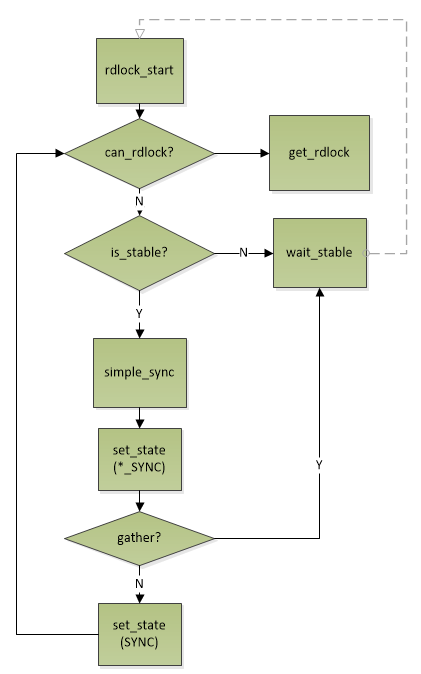 rdlock_start
can_rdlock?
get_rdlock
N
is_stable?
N
wait_stable
Y
simple_sync
set_state
(*_SYNC)
Y
gather?
N
set_state
(SYNC)